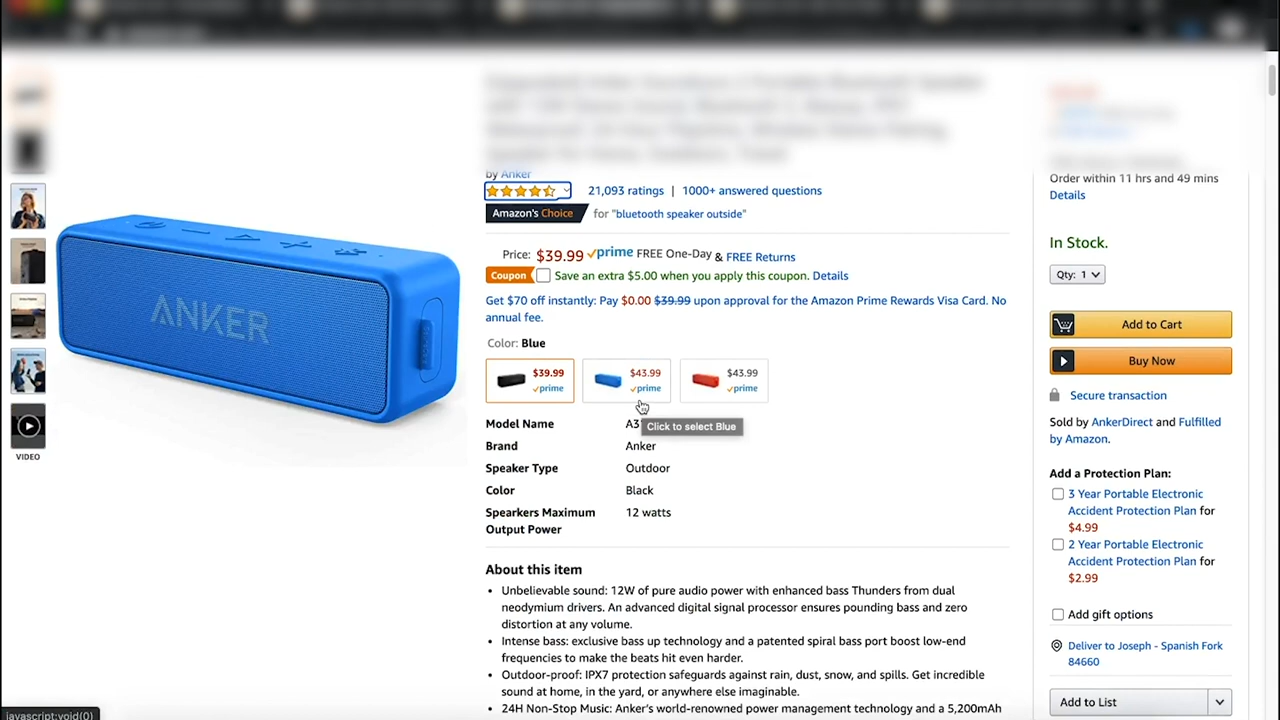 by Anker
21,093 ratings | 1000+ answered questions
Amazon's Choice for "bluetooth speaker outside"
Price: $39.99 prime FREE One-Day & FREE Returns
Coupon Save an extra $5.00 when you apply this coupon. Details
Get $70 off instantly: Pay $0.00 $39.99 upon approval for the Amazon Prime Rewards Visa Card. No
annual fee.
Color: Blue
$39.99 $43.99 $43.99
prime prime prime
Click to select Blue
Model Name A3
Brand Anker
Speaker Type Outdoor
Color Black
Spearkers Maximum 12 watts
Output Power
About this item
• Unbelievable sound: 12W of pure audio power with enhanced bass Thunders from dual
neodymium drivers. An advanced digital signal processor ensures pounding bass and zero
distortion at any volume.
• Intense bass: exclusive bass up technology and a patented spiral bass port boost low-end
frequencies to make the beats hit even harder.
• Outdoor-proof: IPX7 protection safeguards against rain, dust, snow, and spills. Get incredible
sound at home, in the yard, or anywhere else imaginable.
• 24H Non-Stop Music: Anker's world-renowned power management technology and a 5,200mAh
ANKER
VIDEO
Order within 11 hrs and 49 mins
Details
In Stock.
Qty: 1
Add to Cart
Buy Now
Secure transaction
Sold by AnkerDirect and Fulfilled
by Amazon.
Add a Protection Plan:
3 Year Portable Electronic
Accident Protection Plan for
$4.99
2 Year Portable Electronic
Accident Protection Plan for
$2.99
Add gift options
Deliver to Joseph - Spanish Fork
84660
Add to List
javascript:void(0)